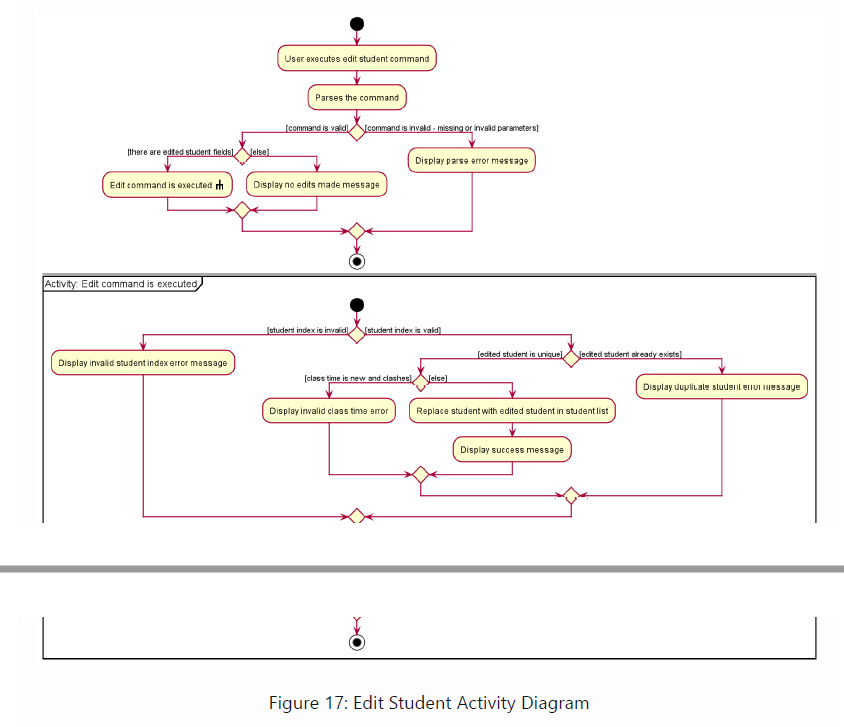 User executes edit student command
Parses the command
[command is valid]
[command is invalid - missing or invalid parameters]
[there are edited student fields]
[else]
Display parse error message
Edit command is executed
Display no edits made message
Activity: Edit command is executed
[student index is invalid]
[student index is valid]
[edited student is unique]
[edited student already exists]
Display invalid student index error message
[class time is new and clashes]
[else]
Display duplicate student error message
Display invalid class time error
Replace student with edited student in student list
Display success message
Figure 17: Edit Student Activity Diagram